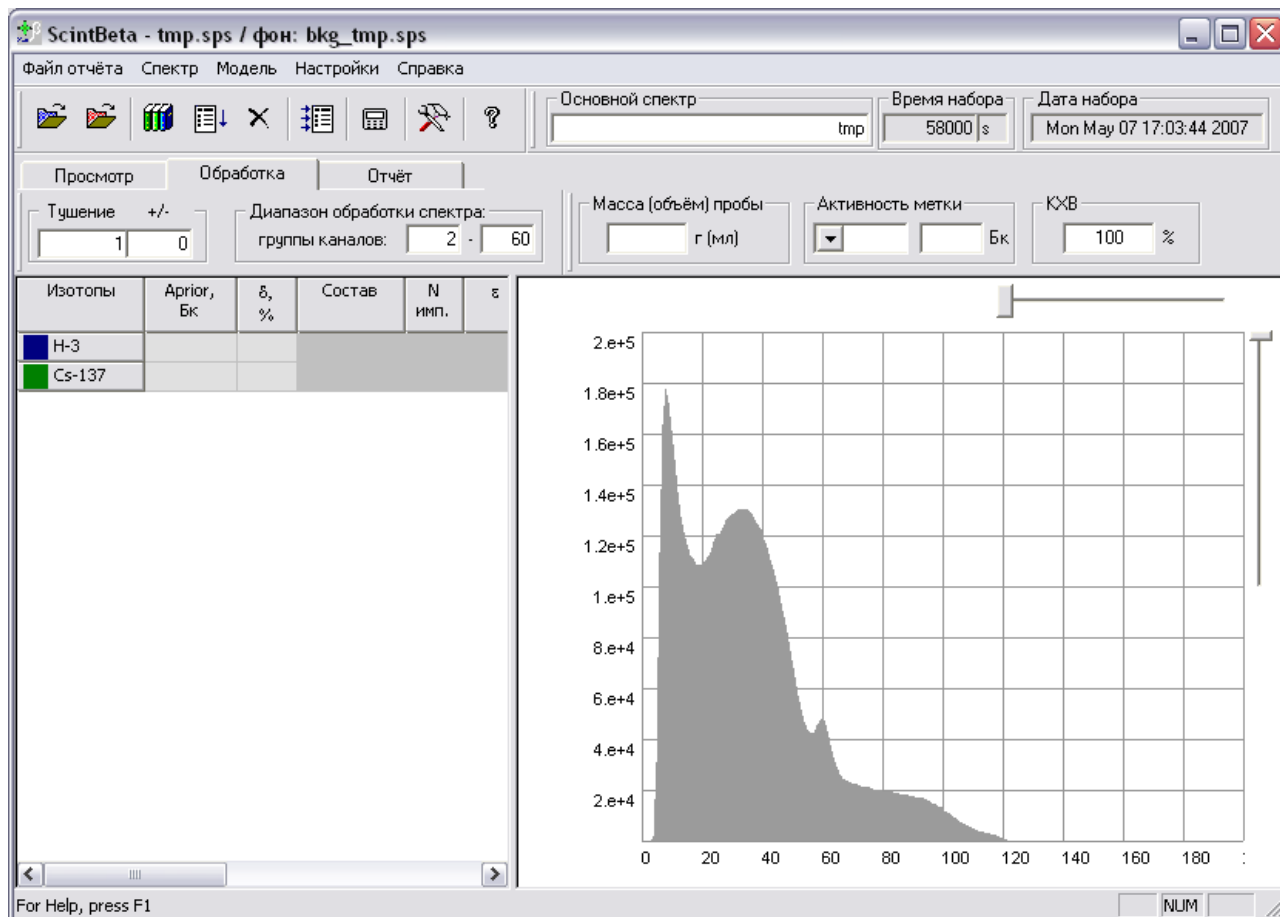 ScintBeta - tmp.sps / фон: bkg_tmp.sps
Файл отчёта Спектр Модель Настройки Справка
Основной спектр Время набора Дата набора
tmp 58000 s Mon May 07 17:03:44 2007
Просмотр Обработка Отчёт
Тушение +/- Диапазон обработки спектра: Масса (объём) пробы Активность метки КХВ
1 0 группы каналов: 2 - 60 г (мл) Бк 100 %
Изотопы Aprior, Бк δ, % Состав N имп. ε
H-3
Cs-137
2.e+5
1.8e+5
1.6e+5
1.4e+5
1.2e+5
1.e+5
8.e+4
6.e+4
4.e+4
2.e+4
0 20 40 60 80 100 120 140 160 180
For Help, press F1 NUM